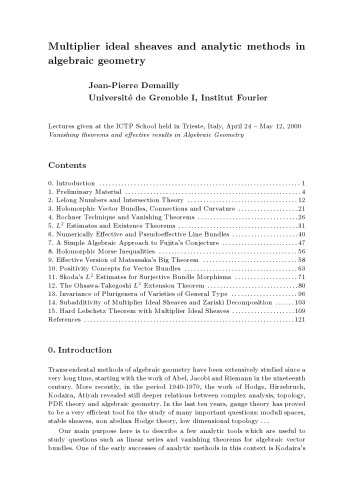 Multiplier ideal sheaves and analytic methods in
algebraic geometry
Jean-Pierre Demailly
Université de Grenoble I, Institut Fourier
Lectures given at the ICTP School held in Trieste, Italy, April 24 – May 12, 2000
Vanishing theorems and effective results in Algebraic Geometry
Contents
0. Introduction ................................................................ 1
1. Preliminary Material ........................................................ 4
2. Lelong Numbers and Intersection Theory ................................... 12
3. Holomorphic Vector Bundles, Connections and Curvature ................... 21
4. Bochner Technique and Vanishing Theorems ................................ 26
5. L² Estimates and Existence Theorems ...................................... 31
6. Numerically Effective and Pseudoeffective Line Bundles ..................... 40
7. A Simple Algebraic Approach to Fujita's Conjecture ........................ 47
8. Holomorphic Morse Inequalities ............................................ 56
9. Effective Version of Matsusaka's Big Theorem .............................. 58
10. Positivity Concepts for Vector Bundles .................................... 63
11. Skoda's L² Estimates for Surjective Bundle Morphisms .................... 71
12. The Ohsawa-Takegoshi L² Extension Theorem ............................. 80
13. Invariance of Plurigenera of Varieties of General Type ..................... 96
14. Subadditivity of Multiplier Ideal Sheaves and Zariski Decomposition ...... 103
15. Hard Lefschetz Theorem with Multiplier Ideal Sheaves .................... 109
References .................................................................... 121
0. Introduction
Transcendental methods of algebraic geometry have been extensively studied since a
very long time, starting with the work of Abel, Jacobi and Riemann in the nineteenth
century. More recently, in the period 1940-1970, the work of Hodge, Hirzebruch,
Kodaira, Atiyah revealed still deeper relations between complex analysis, topology,
PDE theory and algebraic geometry. In the last ten years, gauge theory has proved
to be a very efficient tool for the study of many important questions: moduli spaces,
stable sheaves, non abelian Hodge theory, low dimensional topology ...
Our main purpose here is to describe a few analytic tools which are useful to
study questions such as linear series and vanishing theorems for algebraic vector
bundles. One of the early successes of analytic methods in this context is Kodaira's